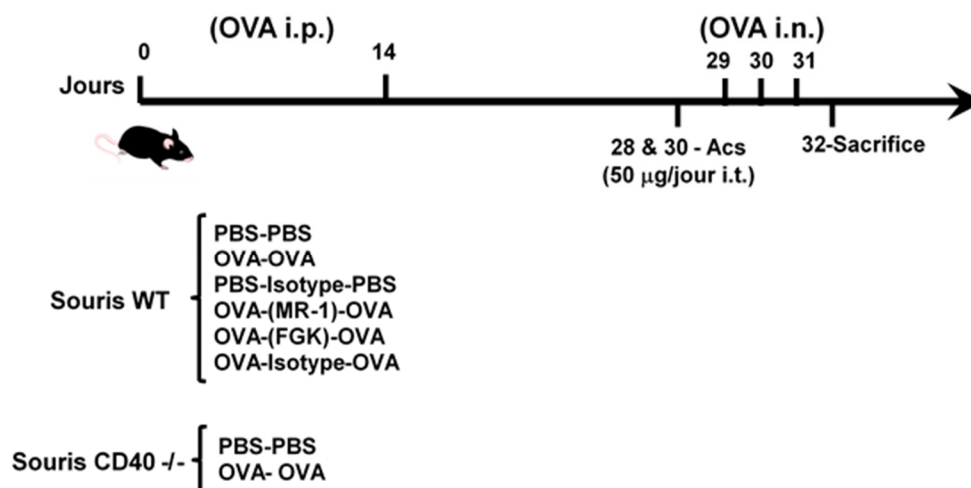 (OVA i.p.) (OVA i.n.)
0 14 29 30 31
Jours
28 & 30 - Acs 32-Sacrifice
(50 µg/jour i.t.)
PBS-PBS
OVA-OVA
PBS-Isotype-PBS
Souris WT
OVA-(MR-1)-OVA
OVA-(FGK)-OVA
OVA-Isotype-OVA
PBS-PBS
Souris CD40 -/-
OVA- OVA